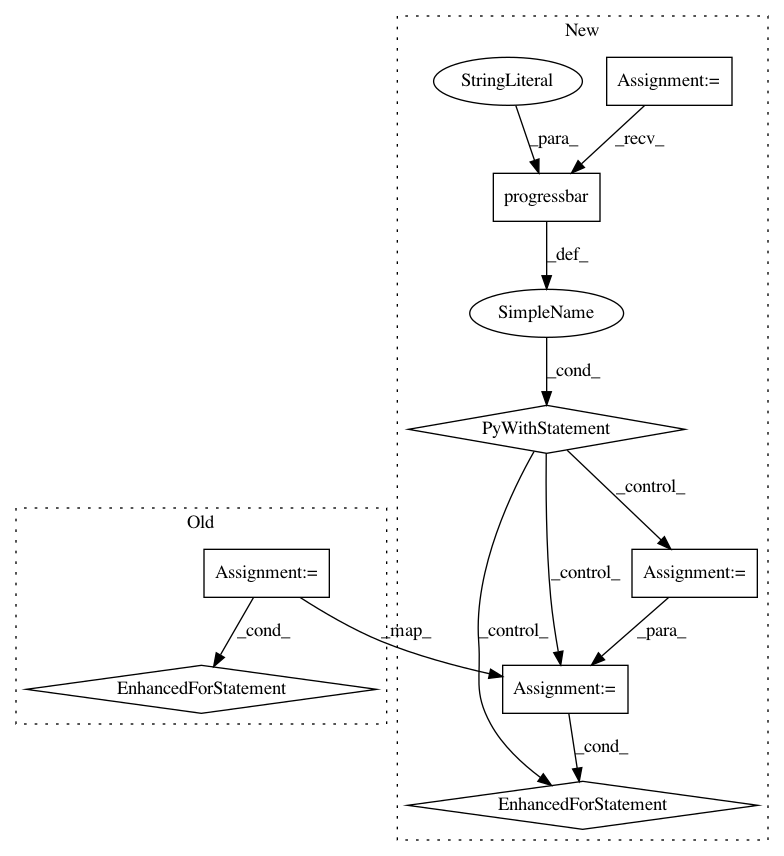 New
StringLiteral
Assignment:=
_para_
_recv_
progressbar
_def_
SimpleName
_cond_
PyWithStatement
_control_
Old
Assignment:=
_control_
Assignment:=
_cond_
_map_
_control_
_para_
EnhancedForStatement
Assignment:=
_cond_
EnhancedForStatement